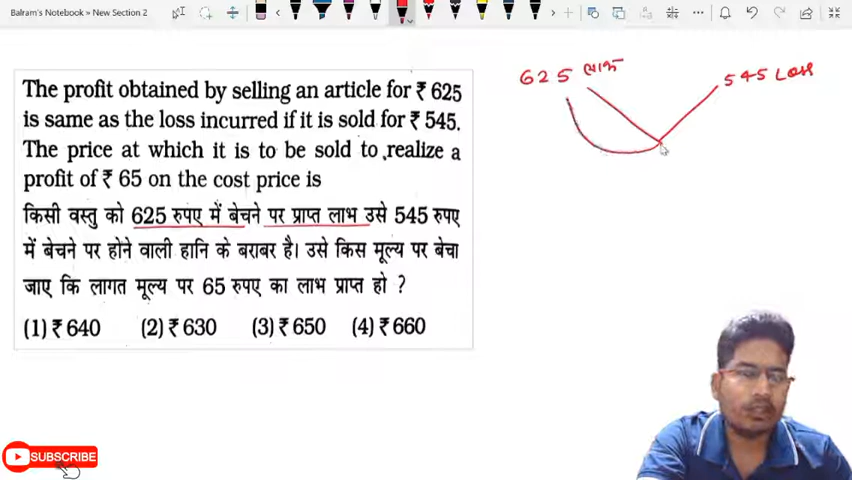 Balram's Notebook » New Section 2
625 লাভ
545 Loss
The profit obtained by selling an article for ₹ 625
is same as the loss incurred if it is sold for ₹ 545.
The price at which it is to be sold to realize a
profit of ₹ 65 on the cost price is
किसी वस्तु को 625 रुपए में बेचने पर प्राप्त लाभ उसे 545 रुपए
में बेचने पर होने वाली हानि के बराबर है। उसे किस मूल्य पर बेचा
जाए कि लागत मूल्य पर 65 रुपए का लाभ प्राप्त हो ?
(1) ₹ 640 (2) ₹ 630 (3) ₹ 650 (4) ₹ 660
SUBSCRIBE